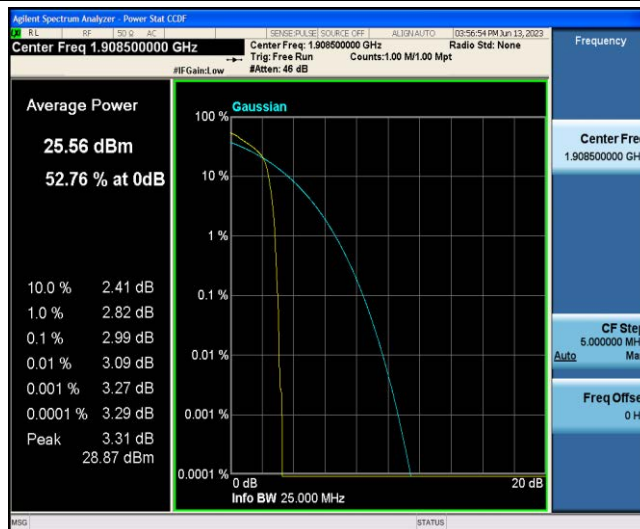 Agilent Spectrum Analyzer - Power Stat CCDF
RL RF 50 Ω AC SENSE:PULSE SOURCE OFF ALIGNAUTO 03:56:54 PM Jun 13, 2023
Center Freq 1.908500000 GHz
Center Freq: 1.908500000 GHz Radio Std: None
Trig: Free Run Counts:1.00 M/1.00 Mpt
#IFGain:Low #Atten: 46 dB
Frequency
Average Power
25.56 dBm
52.76 % at 0dB
10.0 % 2.41 dB
1.0 % 2.82 dB
0.1 % 2.99 dB
0.01 % 3.09 dB
0.001 % 3.27 dB
0.0001 % 3.29 dB
Peak 3.31 dB
28.87 dBm
Gaussian
100 %
10 %
1 %
0.1 %
0.01 %
0.001 %
0.0001 %
0 dB 20 dB
Info BW 25.000 MHz
Center Fre
1.908500000 GH
CF Step
5.000000 MH
Auto Ma
Freq Offse
0 H
MSG STATUS